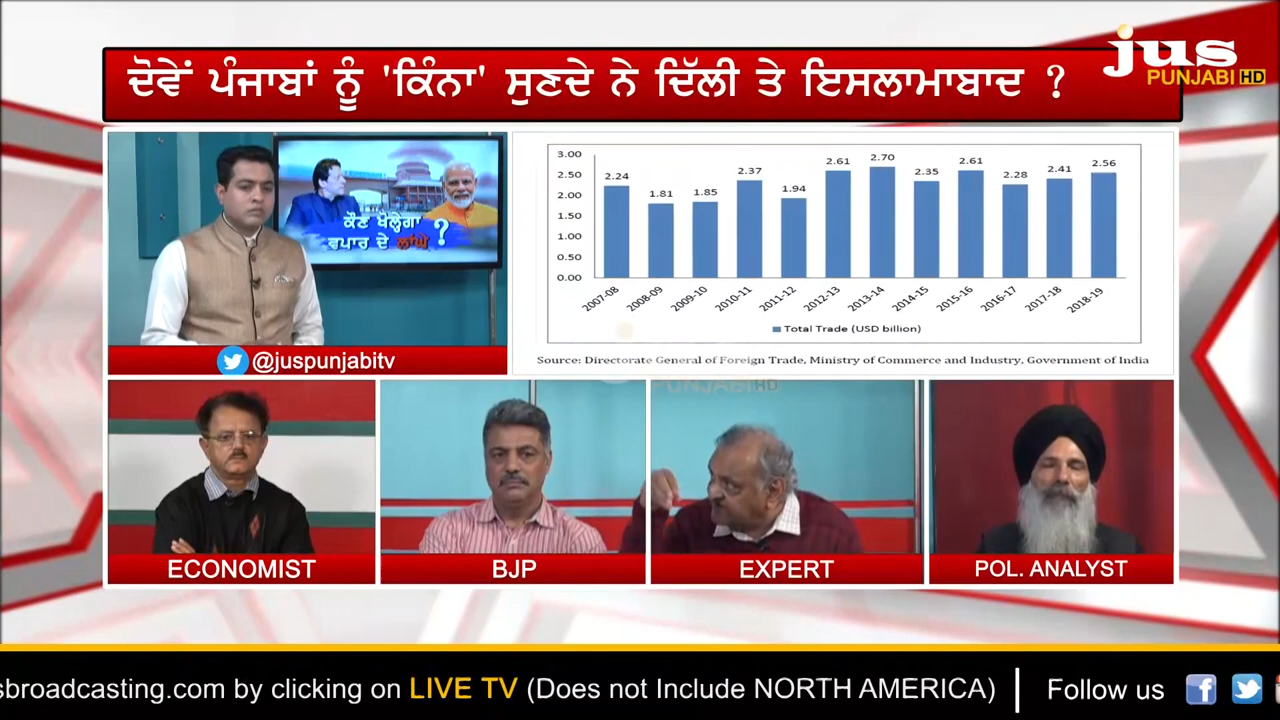 jus
PUNJABI HD
ਦੋਵੇਂ ਪੰਜਾਬਾਂ ਨੂੰ 'ਕਿੰਨਾ' ਸੁਣਦੇ ਨੇ ਦਿੱਲੀ ਤੇ ਇਸਲਾਮਾਬਾਦ ?
ਕੌਣ ਖੋਲ੍ਹੇਗਾ
ਵਪਾਰ ਦੇ ਲਾਂਘੇ ?
@juspunjabitv
3.00
2.50
2.00
1.50
1.00
0.50
0.00
2.24 1.81 1.85 2.37 1.94 2.61 2.70 2.35 2.61 2.28 2.41 2.56
2007-08 2008-09 2009-10 2010-11 2011-12 2012-13 2013-14 2014-15 2015-16 2016-17 2017-18 2018-19
Total Trade (USD billion)
Source: Directorate General of Foreign Trade, Ministry of Commerce and Industry, Government of India
PUNJABI HD
ECONOMIST
BJP
EXPERT
POL. ANALYST
sbroadcasting.com by clicking on LIVE TV (Does not Include NORTH AMERICA) | Follow us